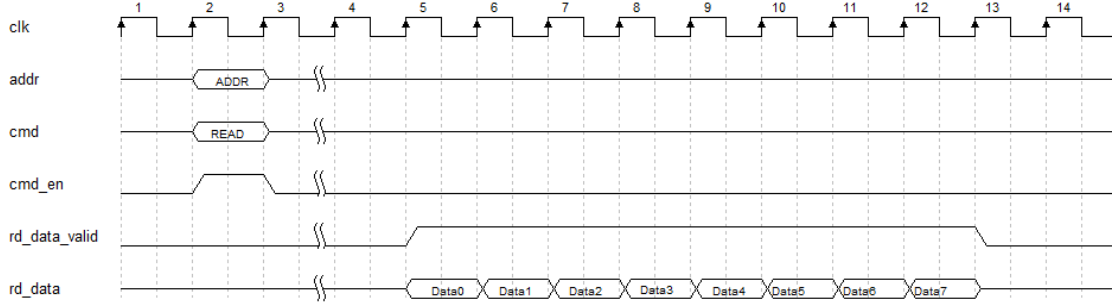 1 2 3 4 5 6 7 8 9 10 11 12 13 14
clk
addr ADDR
cmd READ
cmd_en
rd_data_valid
rd_data Data0 Data1 Data2 Data3 Data4 Data5 Data6 Data7